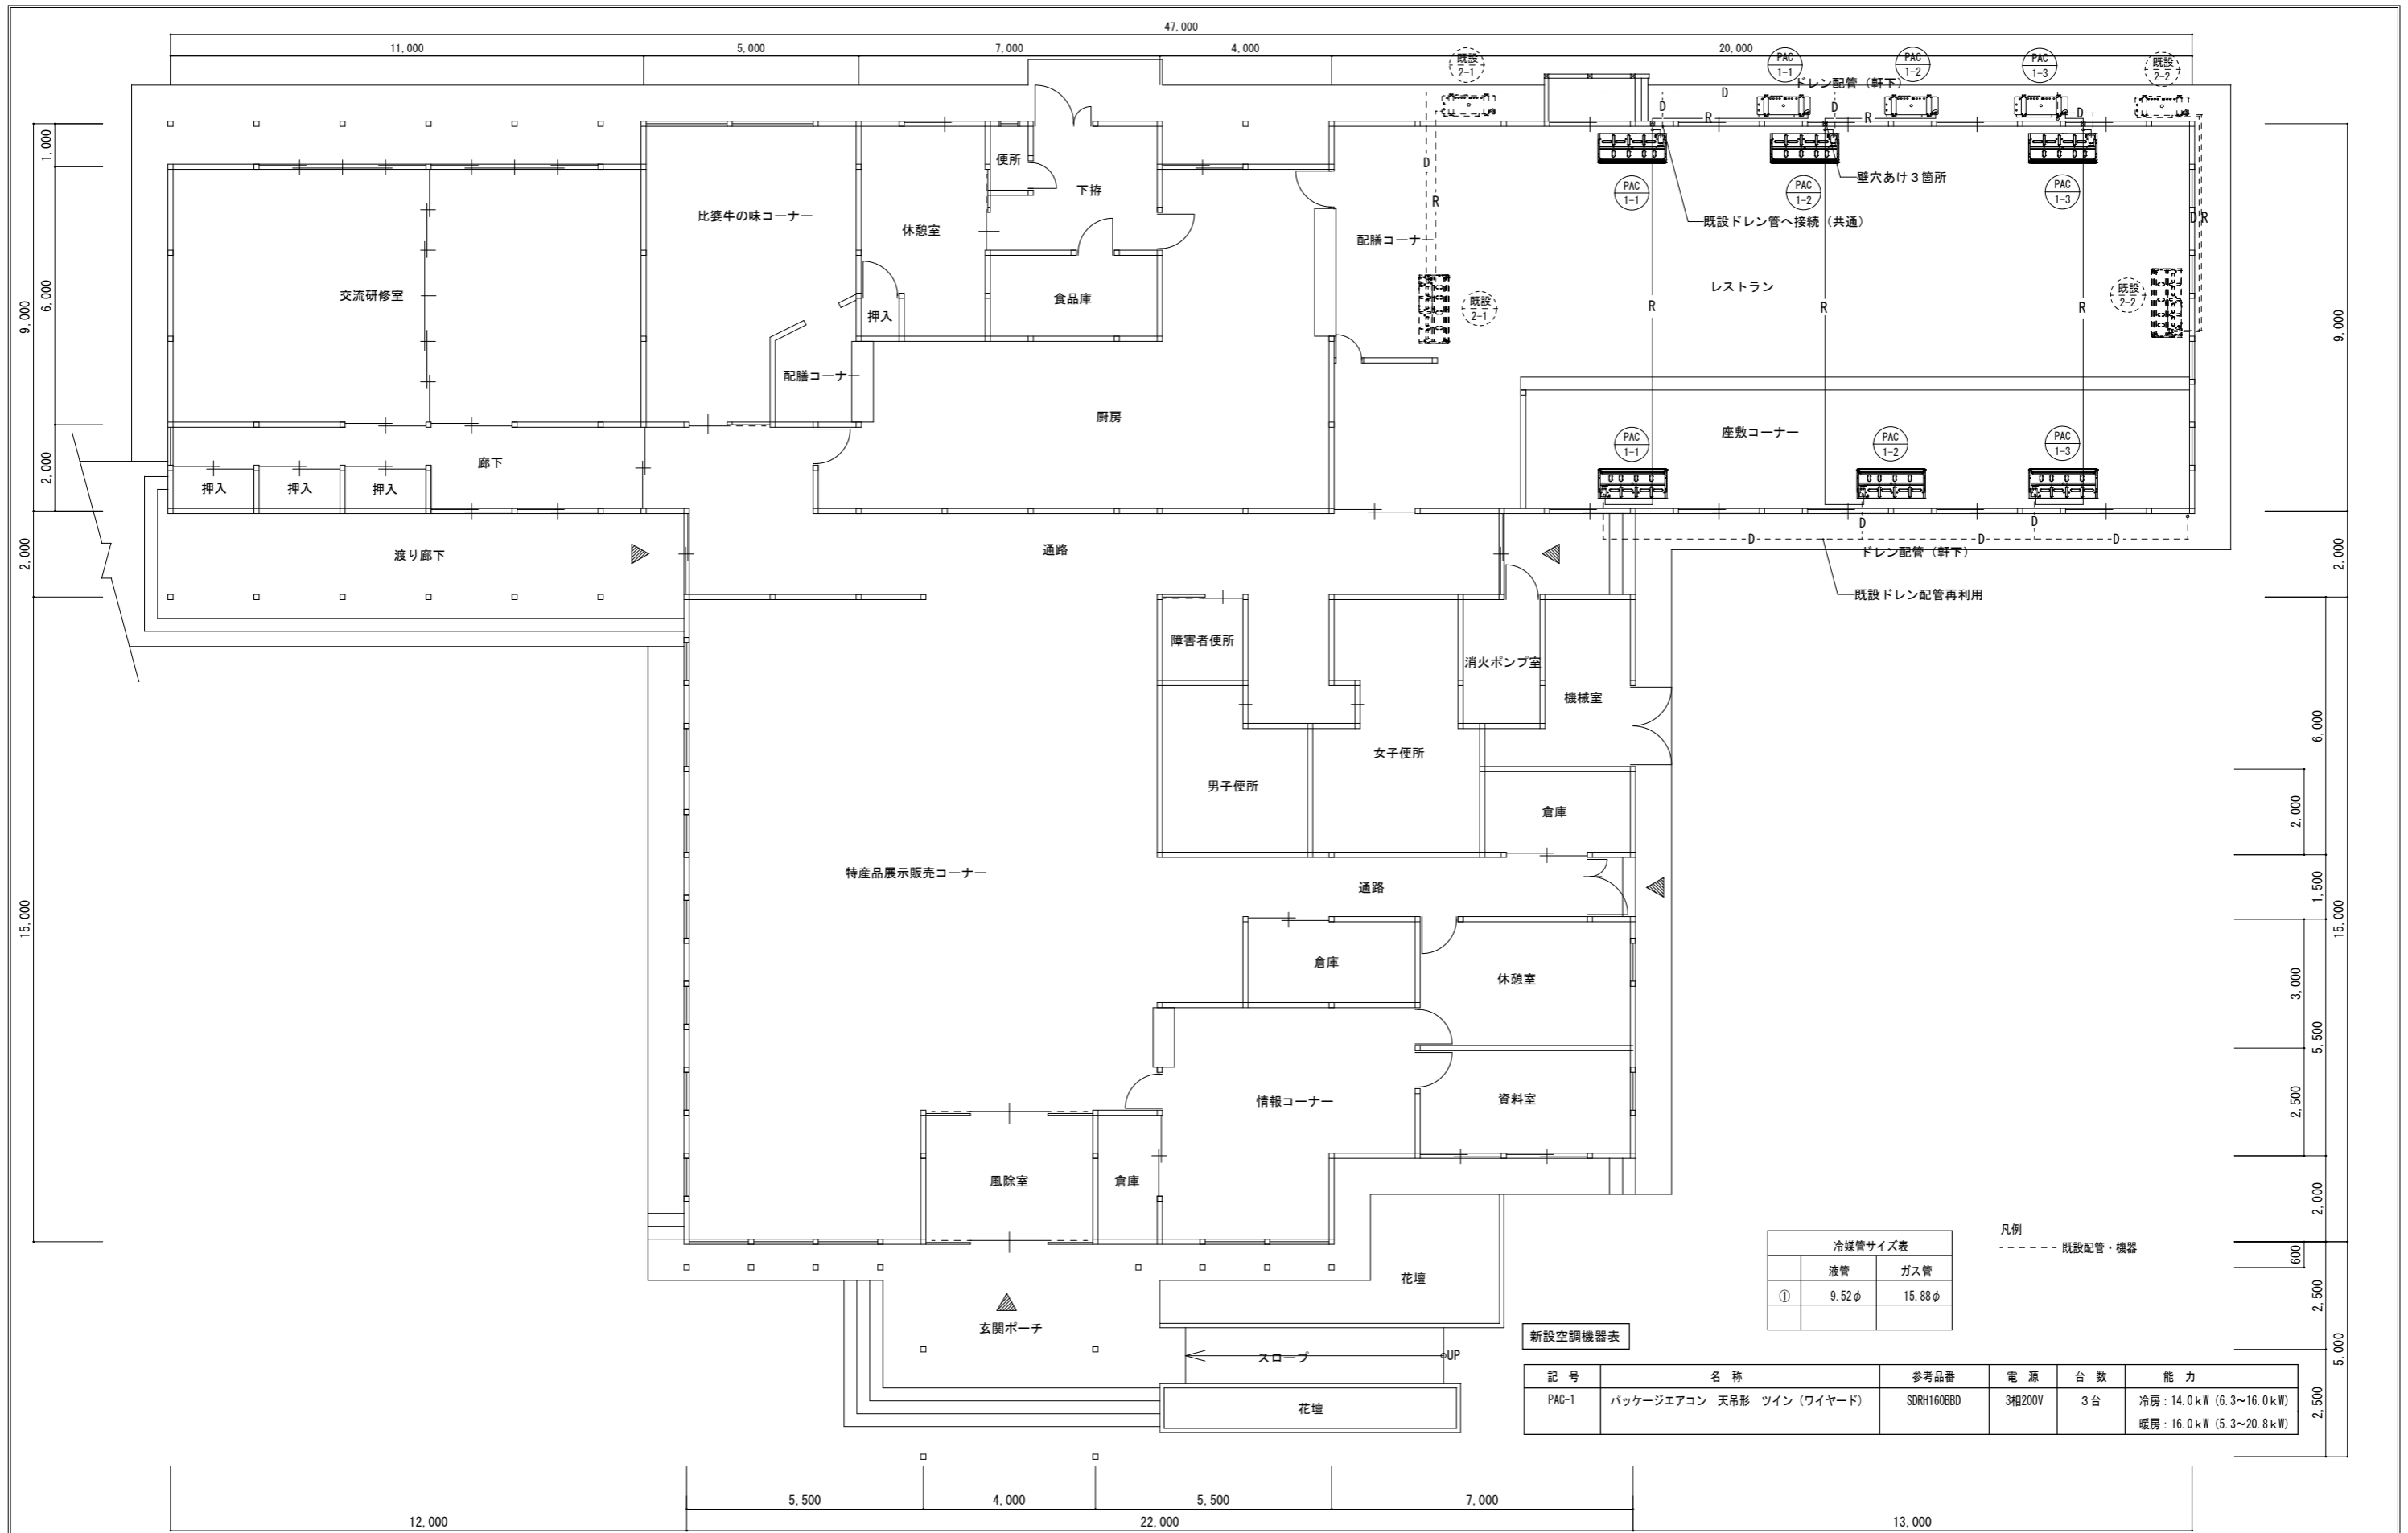 47,000
11,000
5,000
7,000
4,000
20,000
既設
2-1
PAC
1-1
PAC
1-2
PAC
1-3
既設
2-2
ドレン配管(軒下)
D
D
D
R
R
D
1,000
便所
下拵
壁穴あけ3箇所
D
PAC
1-1
PAC
1-2
PAC
1-3
R
比婆牛の味コーナー
休憩室
既設ドレン管へ接続(共通)
D
R
配膳コーナー
9,000
6,000
交流研修室
食品庫
レストラン
既設
2-1
既設
2-2
R
R
R
押入
9,000
配膳コーナー
厨房
座敷コーナー
PAC
1-1
PAC
1-2
PAC
1-3
2,000
廊下
押入
押入
押入
D
D
D
D
D
ドレン配管(軒下)
2,000
渡り廊下
通路
2,000
既設ドレン配管再利用
障害者便所
消火ポンプ室
機械室
6,000
女子便所
男子便所
倉庫
2,000
特産品展示販売コーナー
通路
1,500
15,000
15,000
倉庫
休憩室
3,000
5,500
情報コーナー
資料室
2,500
風除室
倉庫
2,000
冷媒管サイズ表
液管
ガス管
① 9.52φ 15.88φ
凡例
既設配管・機器
600
花壇
2,500
玄関ポーチ
新設空調機器表
スロープ
UP
5,000
記 号 名 称 参考品番 電 源 台 数 能 力
PAC-1 パッケージエアコン 天吊形 ツイン(ワイヤード) SDRH160BBD 3相200V 3台 冷房:14.0kW(6.3~16.0kW)
暖房:16.0kW(5.3~20.8kW)
花壇
2,500
5,500
4,000
5,500
7,000
12,000
22,000
13,000